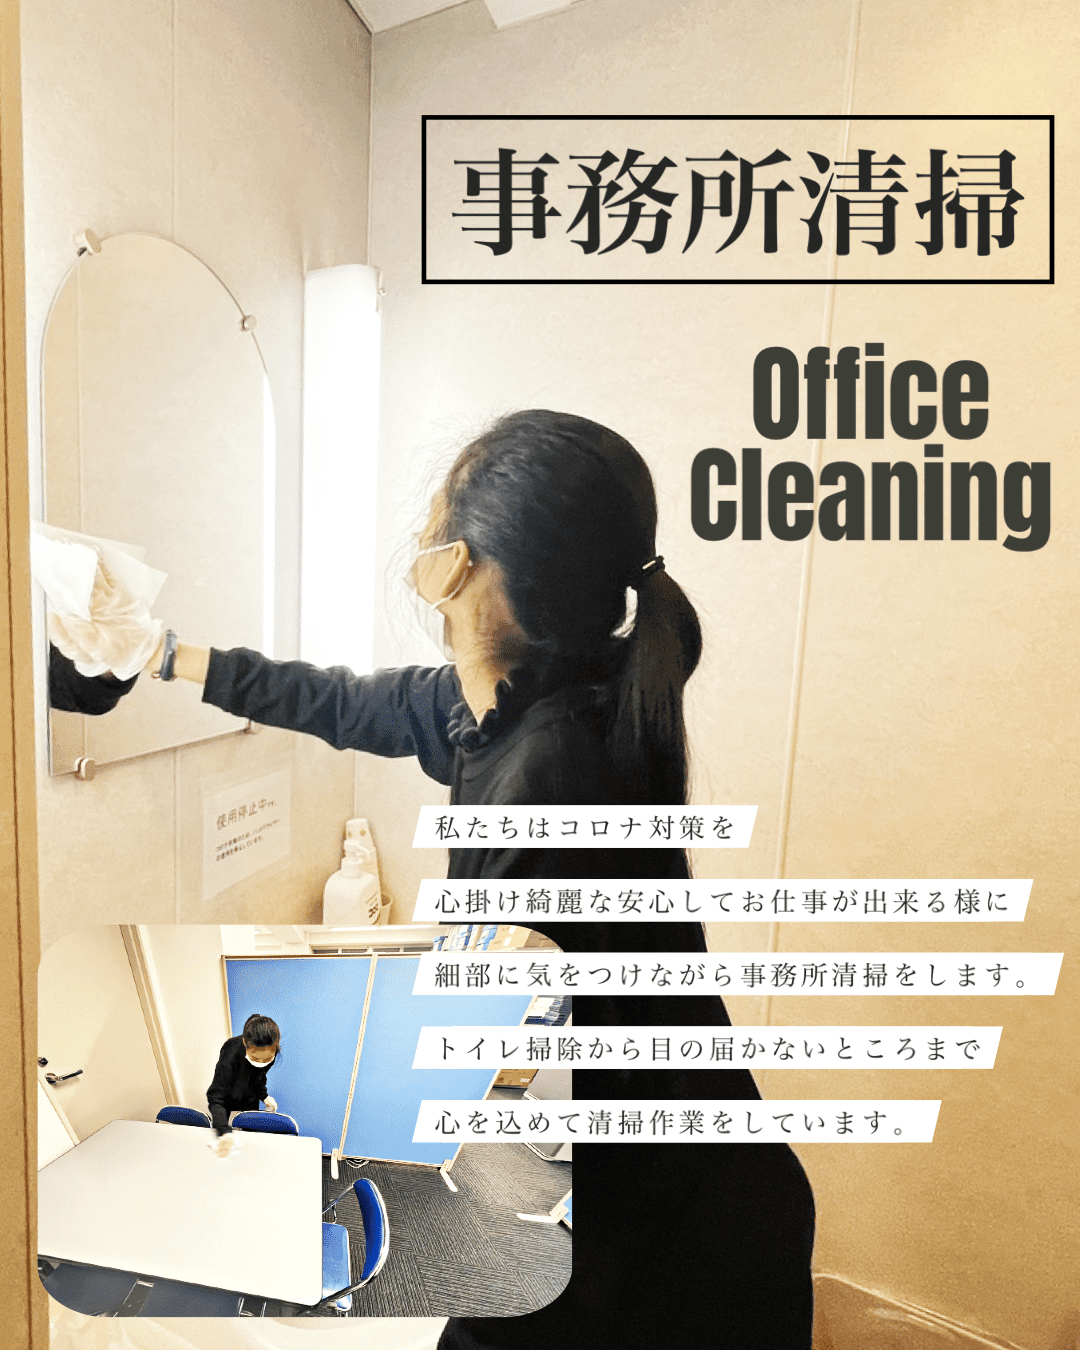 事務所清掃
Office
Cleaning
使用停止中です。
私たちはコロナ対策を
心掛け綺麗な安心してお仕事が出来る様に
細部に気をつけながら事務所清掃をします。
トイレ掃除から目の届かないところまで
心を込めて清掃作業をしています。